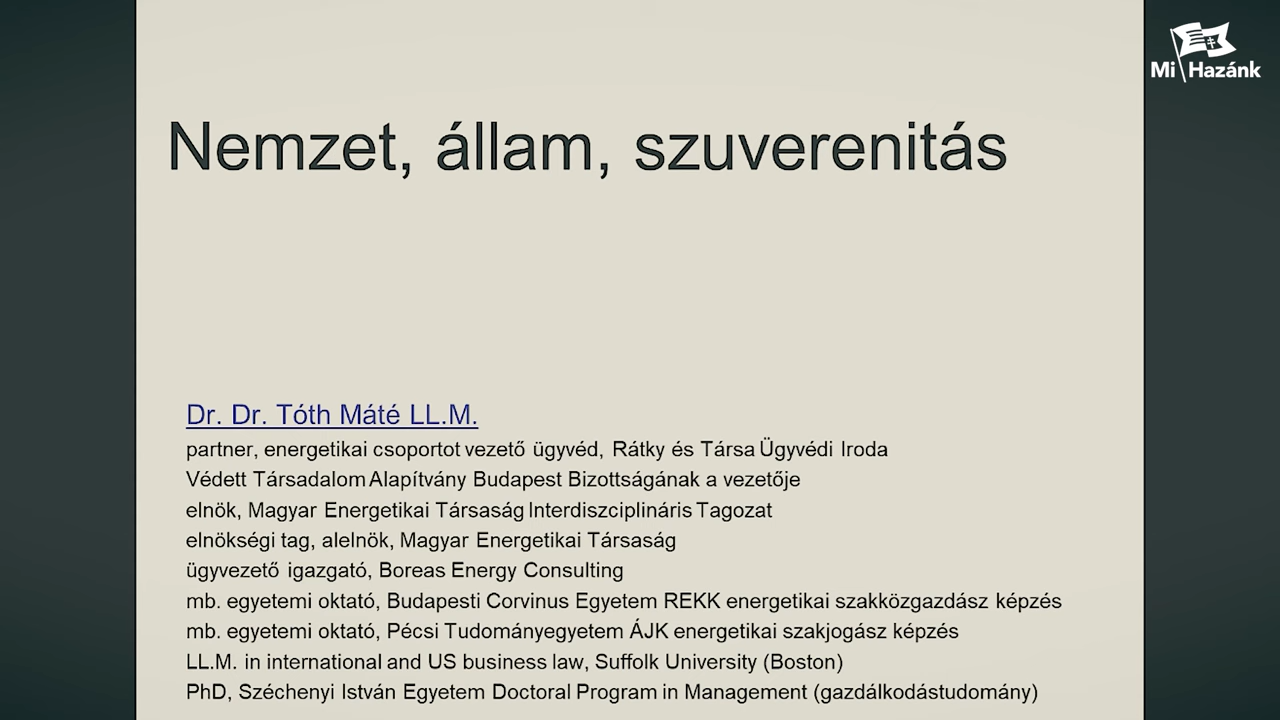 Mi Hazánk
Nemzet, állam, szuverenitás
Dr. Dr. Tóth Máté LL.M.
partner, energetikai csoportot vezető ügyvéd, Rátky és Társa Ügyvédi Iroda
Védett Társadalom Alapítvány Budapest Bizottságának a vezetője
elnök, Magyar Energetikai Társaság Interdiszciplináris Tagozat
elnökségi tag, alelnök, Magyar Energetikai Társaság
ügyvezető igazgató, Boreas Energy Consulting
mb. egyetemi oktató, Budapesti Corvinus Egyetem REKK energetikai szakközgazdász képzés
mb. egyetemi oktató, Pécsi Tudományegyetem ÁJK energetikai szakjogász képzés
LL.M. in international and US business law, Suffolk University (Boston)
PhD, Széchenyi István Egyetem Doctoral Program in Management (gazdálkodástudomány)